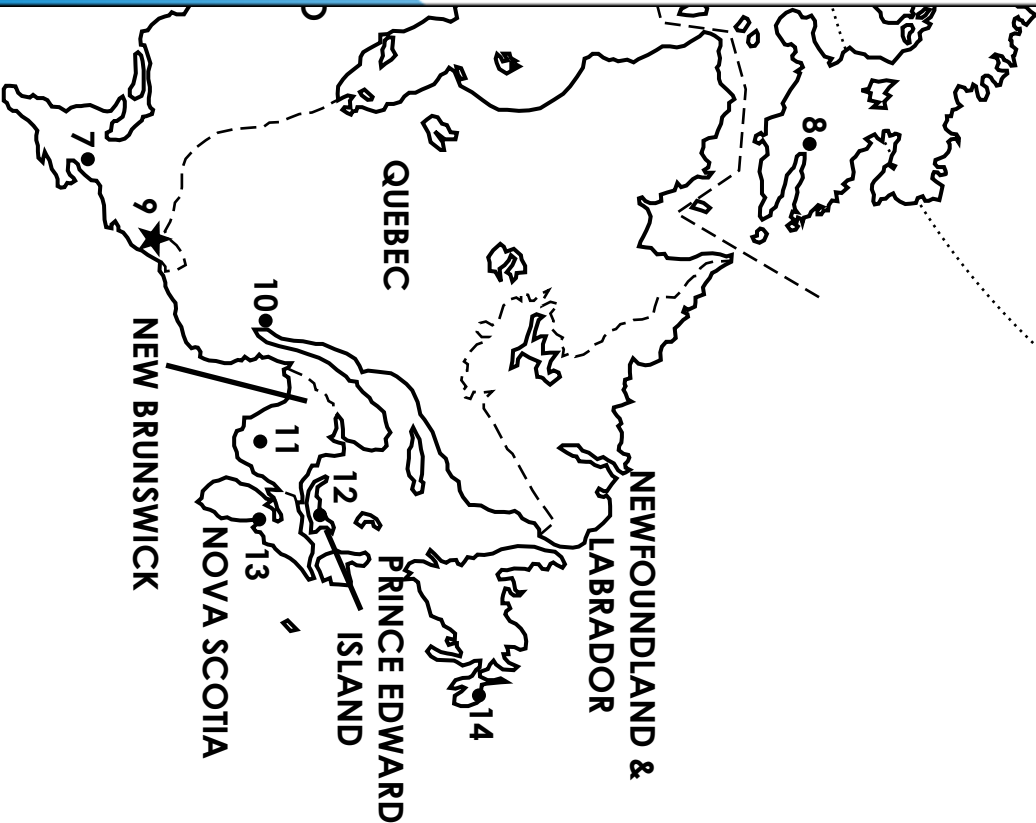 8
NEWFOUNDLAND &
LABRADOR
14
QUEBEC
PRINCE EDWARD
ISLAND
12
11
10
13
NOVA SCOTIA
9
NEW BRUNSWICK
7